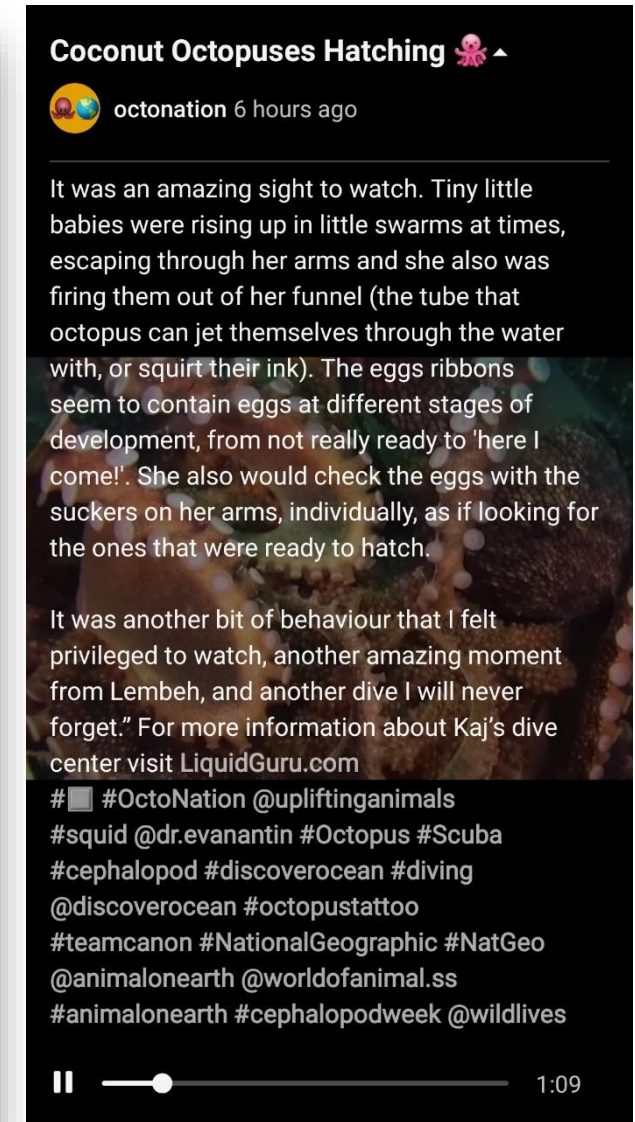 Coconut Octopuses Hatching 🐙
octonation 6 hours ago
It was an amazing sight to watch. Tiny little
babies were rising up in little swarms at times,
escaping through her arms and she also was
firing them out of her funnel (the tube that
octopus can jet themselves through the water
with, or squirt their ink). The eggs ribbons
seem to contain eggs at different stages of
development, from not really ready to 'here I
come!'. She also would check the eggs with the
suckers on her arms, individually, as if looking for
the ones that were ready to hatch.
It was another bit of behaviour that I felt
privileged to watch, another amazing moment
from Lembeh, and another dive I will never
forget.” For more information about Kaj’s dive
center visit LiquidGuru.com
# #OctoNation @upliftinganimals
#squid @dr.evanantin #Octopus #Scuba
#cephalopod #discoverocean #diving
@discoverocean #octopustattoo
#teamcanon #NationalGeographic #NatGeo
@animalonearth @worldofanimal.ss
#animalonearth #cephalopodweek @wildlives
1:09